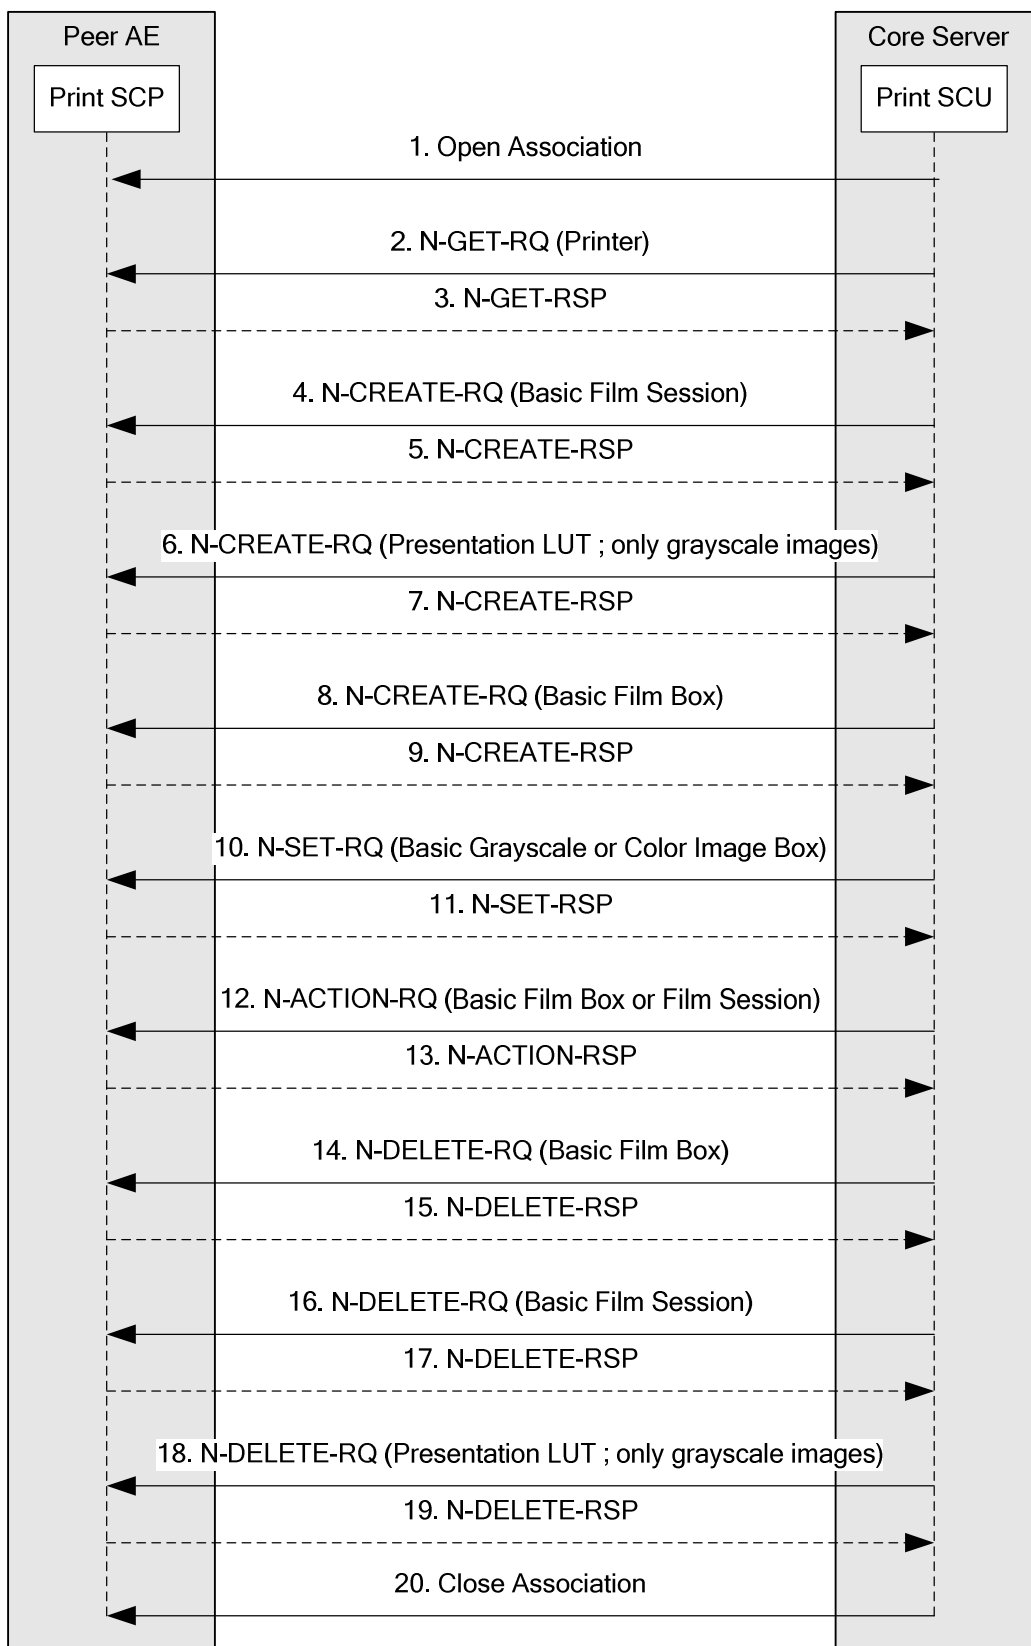 Peer AE
Core Server
Print SCP
Print SCU
1. Open Association
2. N-GET-RQ (Printer)
3. N-GET-RSP
4. N-CREATE-RQ (Basic Film Session)
5. N-CREATE-RSP
6. N-CREATE-RQ (Presentation LUT ; only grayscale images)
7. N-CREATE-RSP
8. N-CREATE-RQ (Basic Film Box)
9. N-CREATE-RSP
10. N-SET-RQ (Basic Grayscale or Color Image Box)
11. N-SET-RSP
12. N-ACTION-RQ (Basic Film Box or Film Session)
13. N-ACTION-RSP
14. N-DELETE-RQ (Basic Film Box)
15. N-DELETE-RSP
16. N-DELETE-RQ (Basic Film Session)
17. N-DELETE-RSP
18. N-DELETE-RQ (Presentation LUT ; only grayscale images)
19. N-DELETE-RSP
20. Close Association